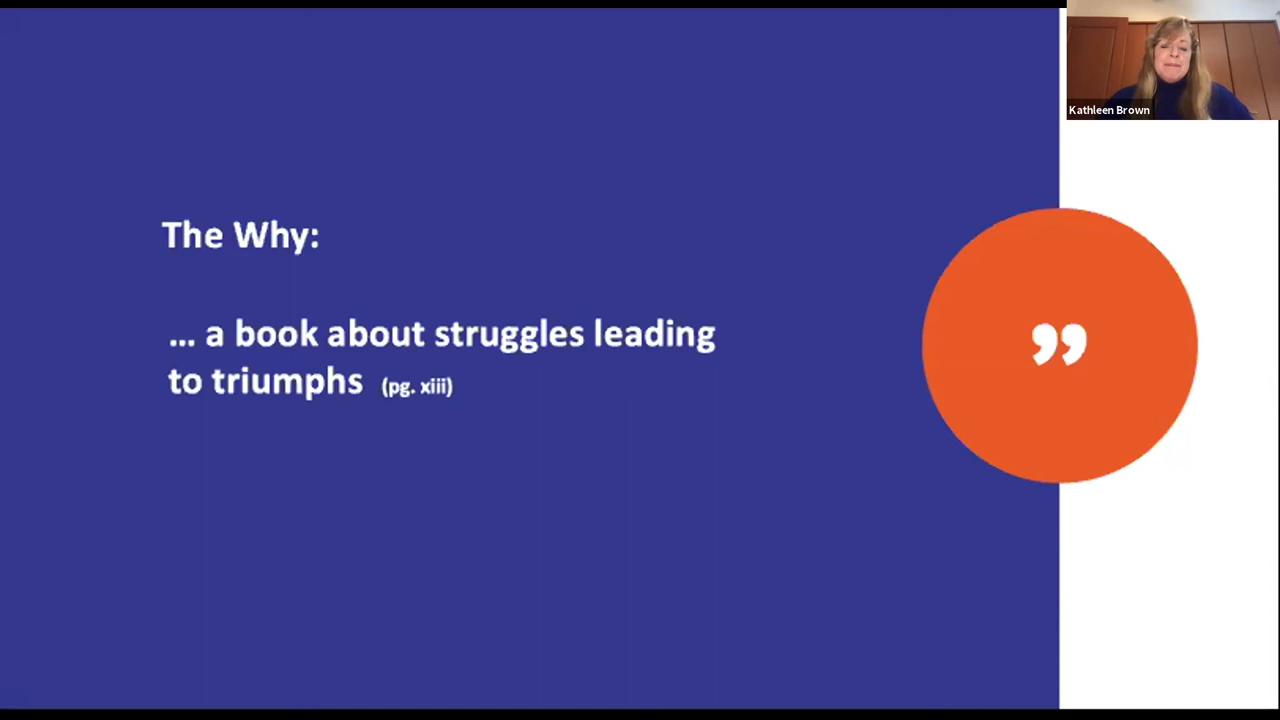 Kathleen Brown
The Why:
... a book about struggles leading
to triumphs (pg. xiii)
”